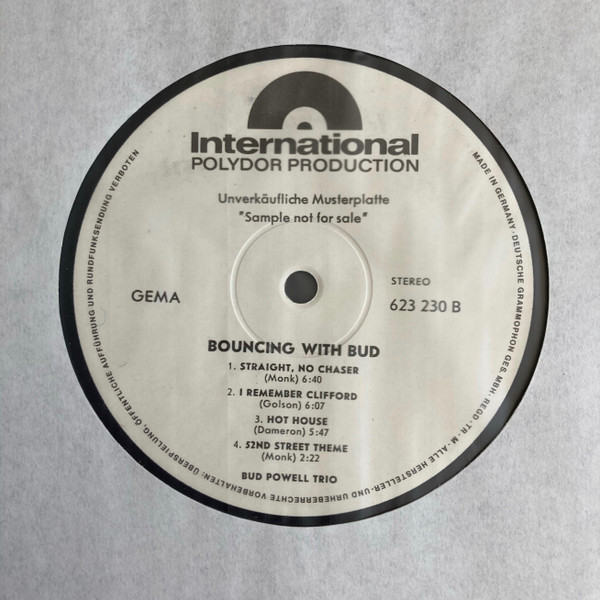 International
POLYDOR PRODUCTION
Unverkäufliche Musterplatte
"Sample not for sale"
GEMA
STEREO
623 230 B
BOUNCING WITH BUD
1. STRAIGHT, NO CHASER
(Monk) 6:40
2. I REMEMBER CLIFFORD
(Golson) 6:07
3. HOT HOUSE
(Dameron) 5:47
4. 52ND STREET THEME
(Monk) 2:22
BUD POWELL TRIO
MADE IN GERMANY · DEUTSCHE GRAMMOPHON GES. MBH · REGD. TR. M. · ALLE HERSTELLER- UND URHEBERRECHTE VORBEHALTEN: ÜBERSPIELUNG, ÖFFENTLICHE AUFFÜHRUNG UND RUNDFUNKSENDUNG VERBOTEN